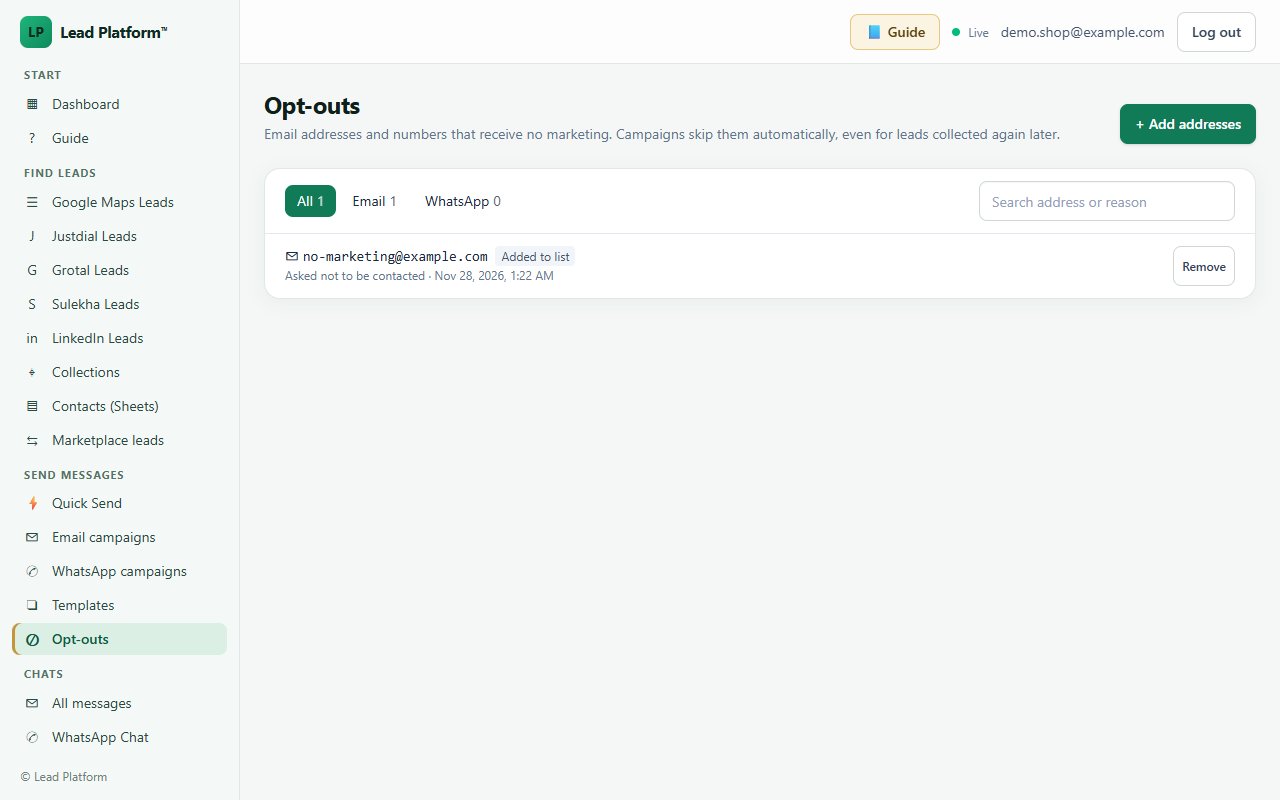 LP Lead Platform™
START
Dashboard
? Guide
FIND LEADS
Google Maps Leads
J Justdial Leads
G Grotal Leads
S Sulekha Leads
in LinkedIn Leads
Collections
Contacts (Sheets)
Marketplace leads
SEND MESSAGES
Quick Send
Email campaigns
WhatsApp campaigns
Templates
Opt-outs
CHATS
All messages
WhatsApp Chat
© Lead Platform
Guide Live demo.shop@example.com Log out
Opt-outs
Email addresses and numbers that receive no marketing. Campaigns skip them automatically, even for leads collected again later.
+ Add addresses
All 1 Email 1 WhatsApp 0 Search address or reason
no-marketing@example.com Added to list
Asked not to be contacted · Nov 28, 2026, 1:22 AM
Remove